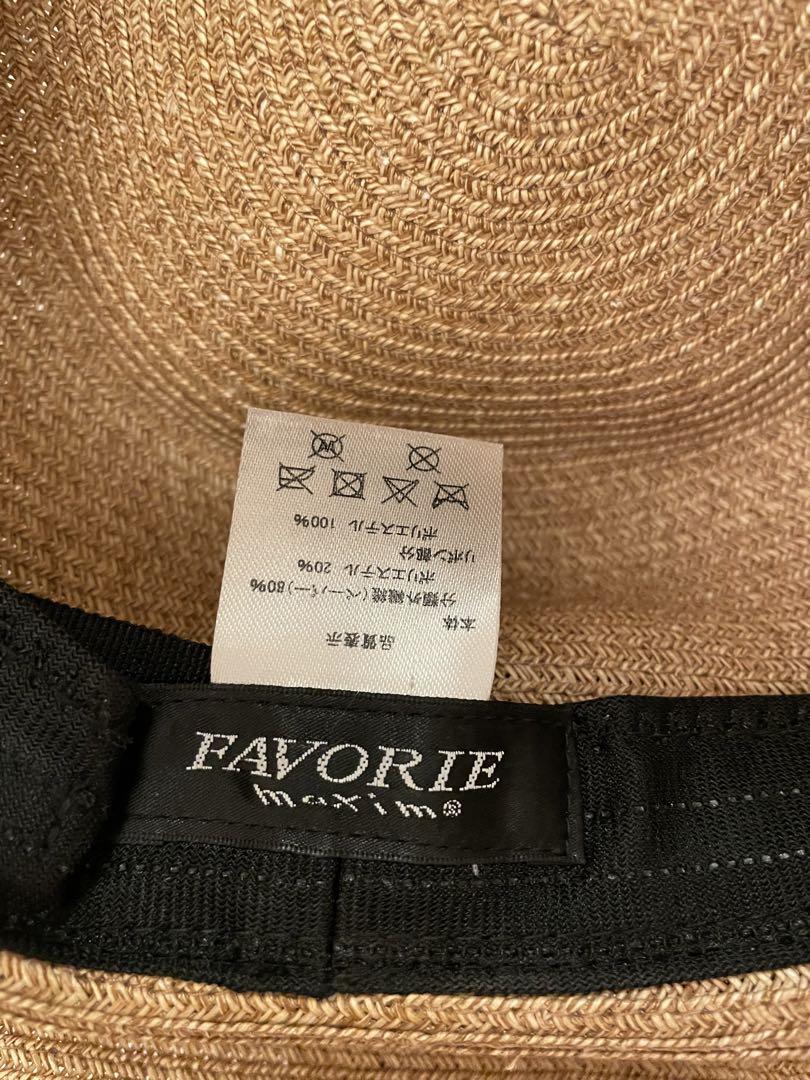 品質表示
本体
分類外繊維(ペーパー)80%
ポリエステル 20%
リボン部分
ポリエステル 100%
FAVORIE
maxim®